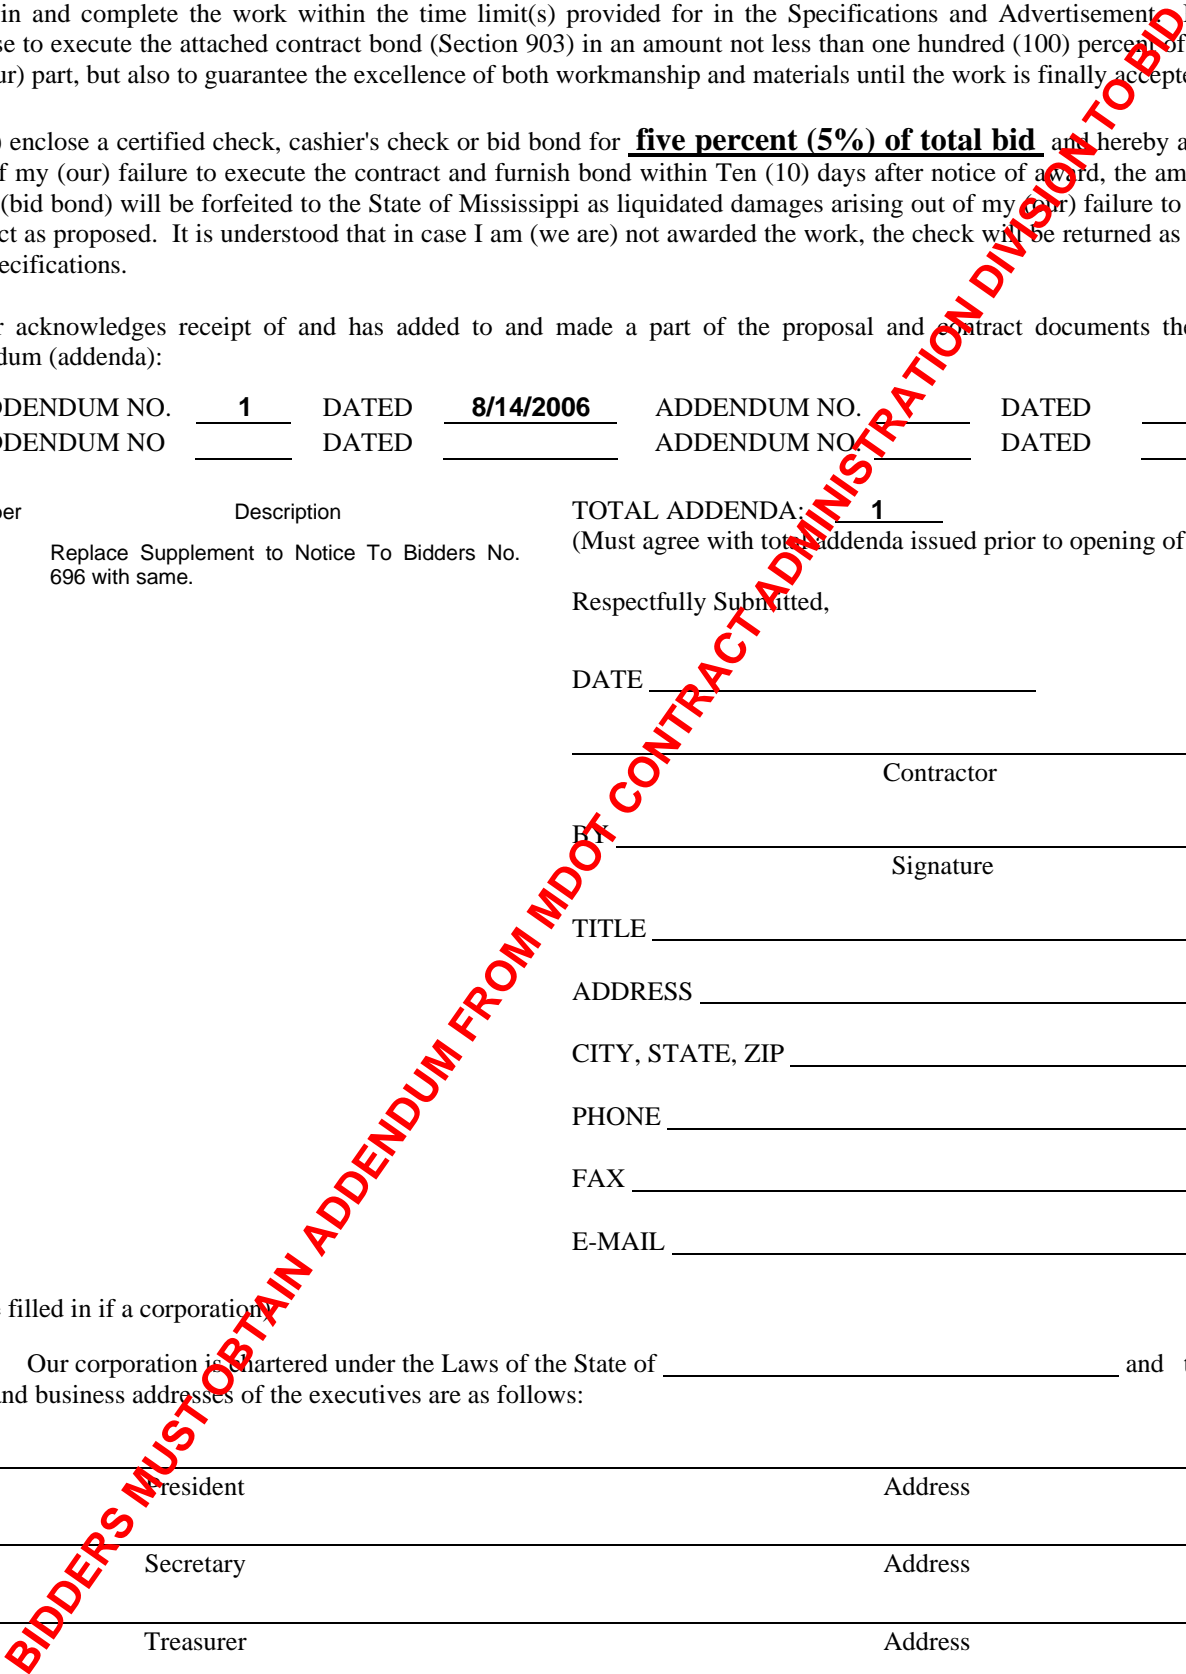 in and complete the work within the time limit(s) provided for in the Specifications and Advertisement.
se to execute the attached contract bond (Section 903) in an amount not less than one hundred (100) percent of
ur) part, but also to guarantee the excellence of both workmanship and materials until the work is finally accepte
) enclose a certified check, cashier's check or bid bond for five percent (5%) of total bid and hereby a
f my (our) failure to execute the contract and furnish bond within Ten (10) days after notice of award, the am
(bid bond) will be forfeited to the State of Mississippi as liquidated damages arising out of my (our) failure to
ct as proposed. It is understood that in case I am (we are) not awarded the work, the check will be returned as
ecifications.
r acknowledges receipt of and has added to and made a part of the proposal and contract documents the
dum (addenda):
DDENDUM NO. 1 DATED 8/14/2006 ADDENDUM NO. DATED
DDENDUM NO DATED ADDENDUM NO. DATED
ber Description TOTAL ADDENDA: 1
(Must agree with total addenda issued prior to opening of
Replace Supplement to Notice To Bidders No.
696 with same.
Respectfully Submitted,
DATE
Contractor
BY
Signature
TITLE
ADDRESS
CITY, STATE, ZIP
PHONE
FAX
E-MAIL
filled in if a corporation)
Our corporation is chartered under the Laws of the State of and t
and business addresses of the executives are as follows:
President Address
Secretary Address
Treasurer Address
BIDDERS MUST OBTAIN ADDENDUM FROM MDOT CONTRACT ADMINISTRATION DIVISION TO BID